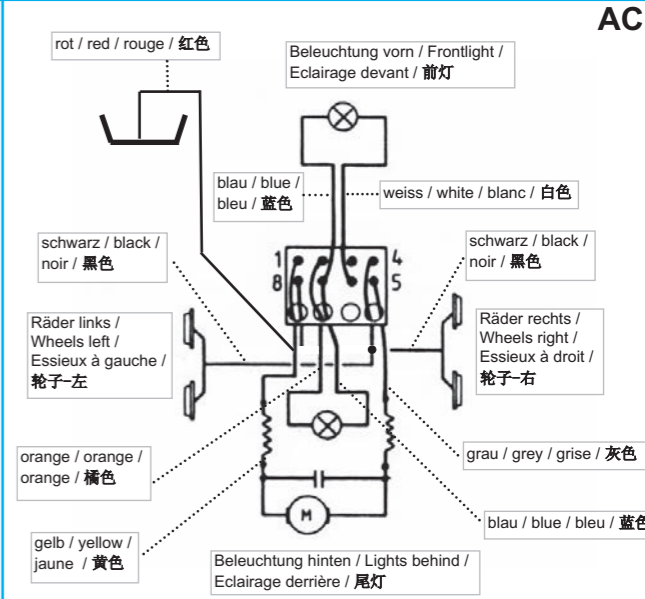 AC
rot / red / rouge / 红色
Beleuchtung vorn / Frontlight /
Eclairage devant / 前灯
blau / blue /
bleu / 蓝色
weiss / white / blanc / 白色
schwarz / black /
noir / 黑色
1
4
8
5
schwarz / black /
noir / 黑色
Räder links /
Wheels left /
Essieux à gauche /
轮子-左
Räder rechts /
Wheels right /
Essieux à droit /
轮子-右
orange / orange /
orange / 橘色
grau / grey / grise / 灰色
M
blau / blue / bleu / 蓝色
gelb / yellow /
jaune / 黄色
Beleuchtung hinten / Lights behind /
Eclairage derrière / 尾灯